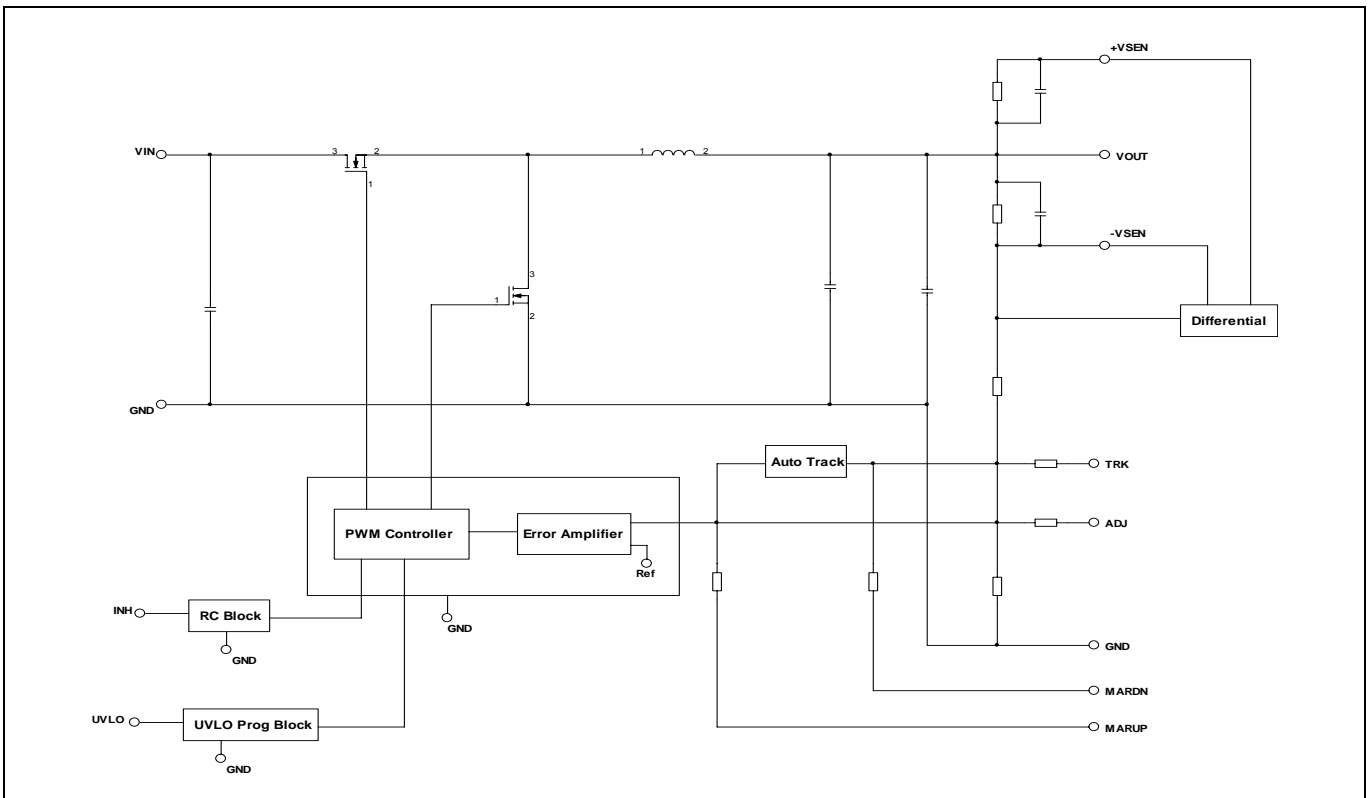 +VSEN
VIN
3
2
1
1
2
VOUT
-VSEN
3
1
2
Differential
GND
Auto Track
TRK
PWM Controller
Error Amplifier
ADJ
Ref
INH
RC Block
GND
GND
GND
MARDN
UVLO
UVLO Prog Block
MARUP
GND